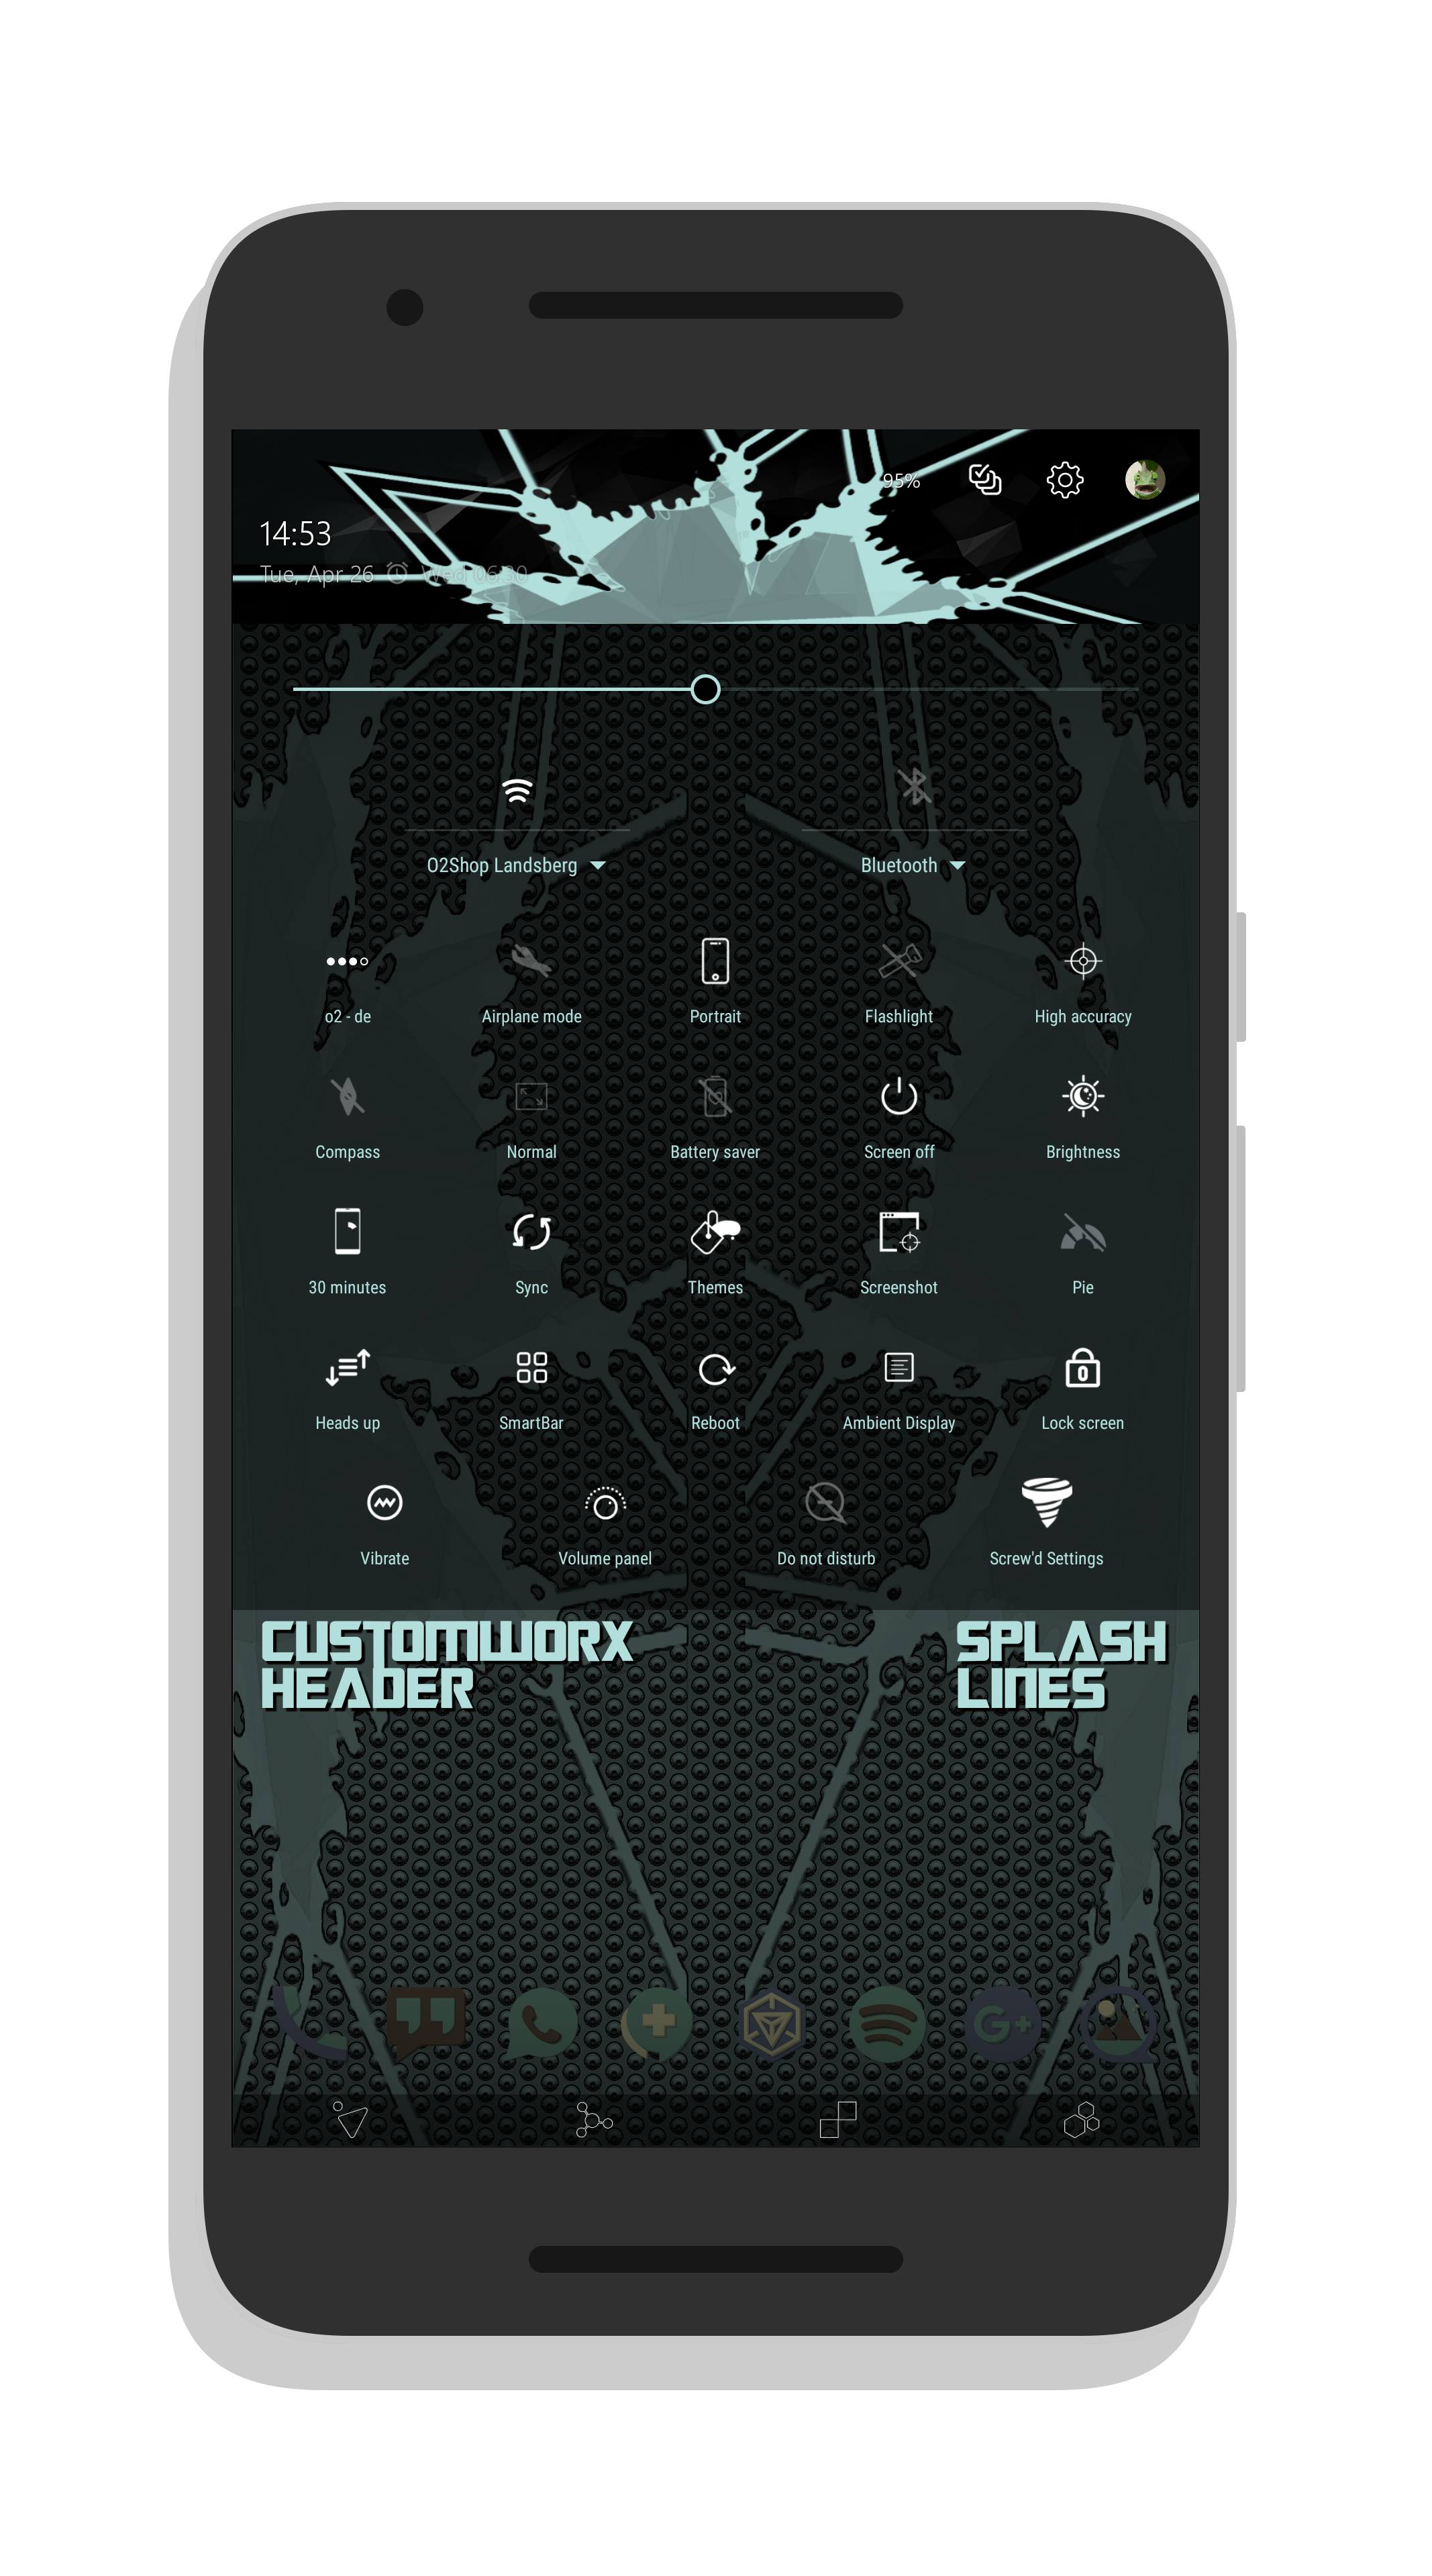 95%
14:53
Tue, Apr 26 Wed 06:30
O2Shop Landsberg Bluetooth
o2 - de Airplane mode Portrait Flashlight High accuracy
Compass Normal Battery saver Screen off Brightness
30 minutes Sync Themes Screenshot Pie
Heads up SmartBar Reboot Ambient Display Lock screen
Vibrate Volume panel Do not disturb Screw'd Settings
CUSTOMWORX SPLASH
HEADER LINES
G+